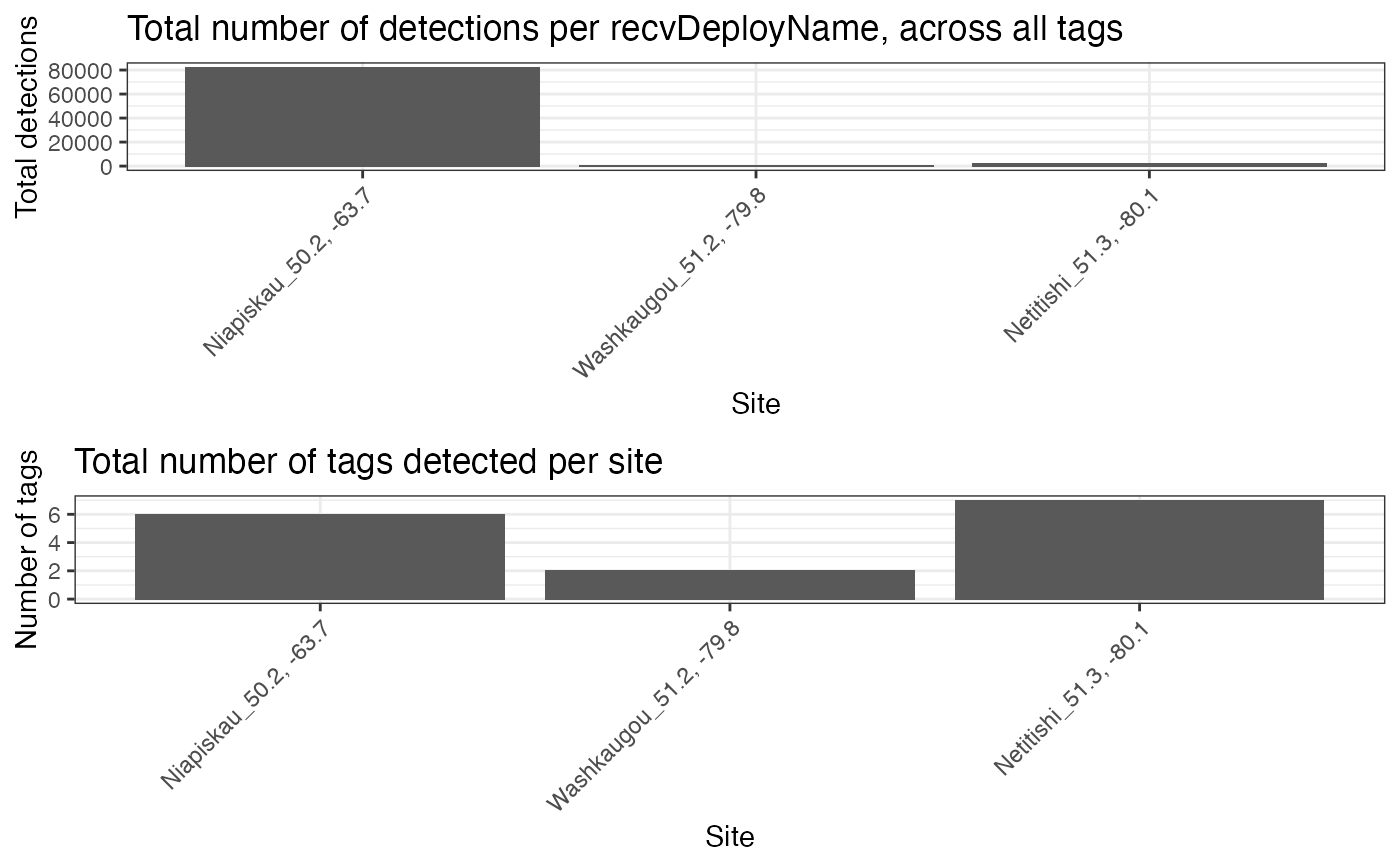 Total number of detections per recvDeployName, across all tags
Total detections
80000
60000
40000
20000
0
Niapiskau_50.2, -63.7
Washkaugou_51.2, -79.8
Netitishi_51.3, -80.1
Site
Total number of tags detected per site
Number of tags
6
4
2
0
Niapiskau_50.2, -63.7
Washkaugou_51.2, -79.8
Netitishi_51.3, -80.1
Site